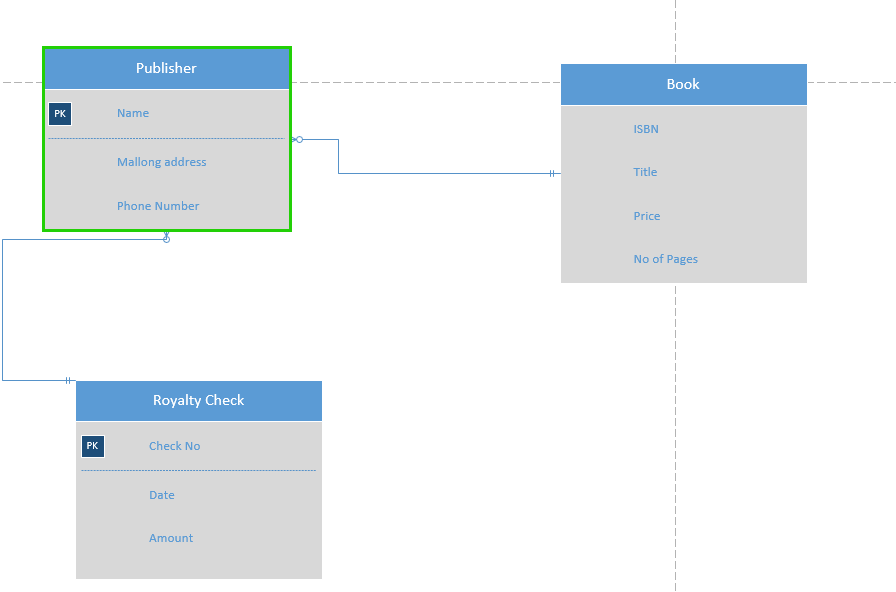 Publisher
PK Name
Mallong address
Phone Number
Book
ISBN
Title
Price
No of Pages
Royalty Check
PK Check No
Date
Amount